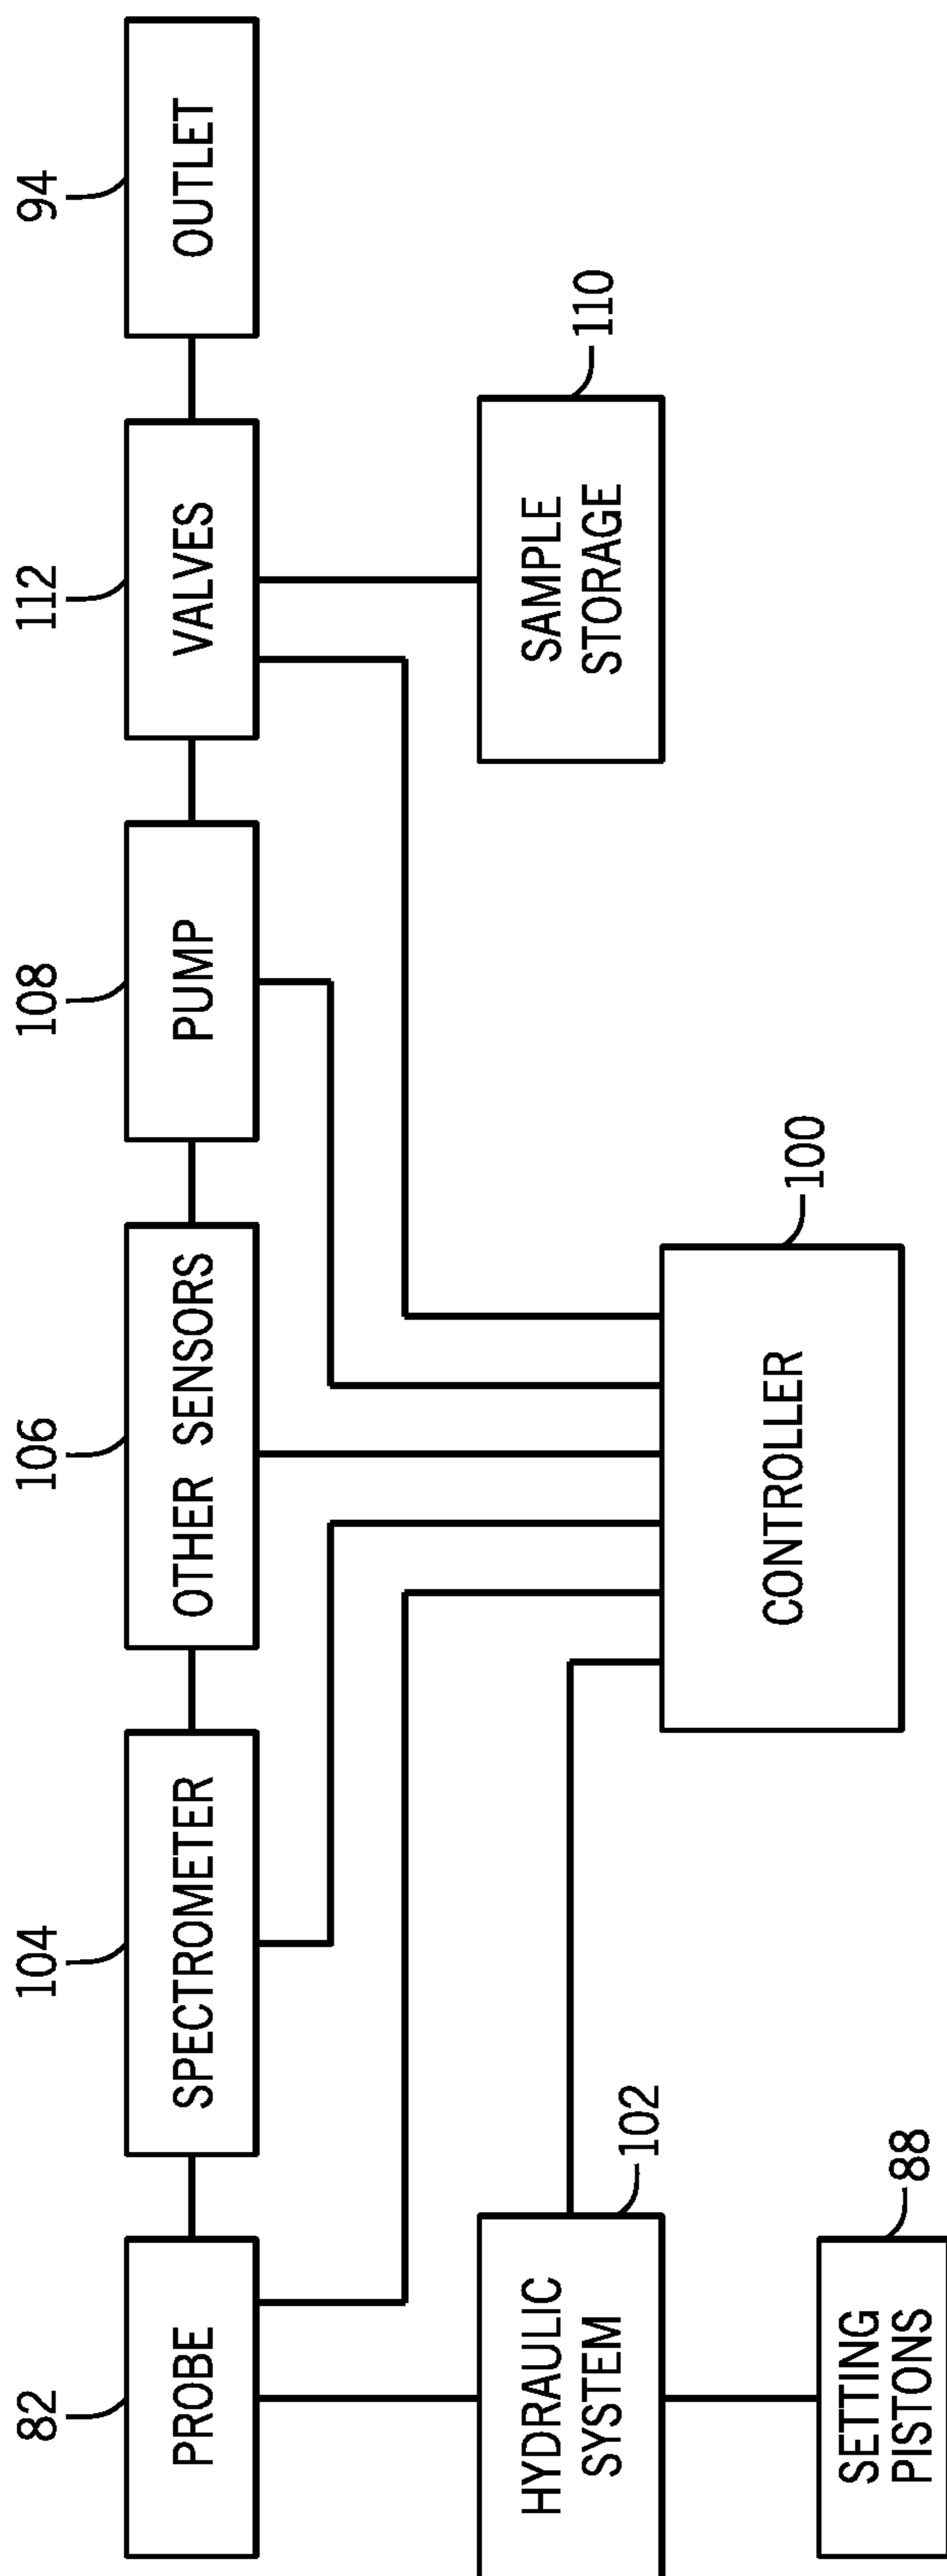 82
104
106
108
112
94
PROBE
SPECTROMETER
OTHER SENSORS
PUMP
VALVES
OUTLET
102
110
HYDRAULIC
SYSTEM
SAMPLE
STORAGE
100
CONTROLLER
88
SETTING
PISTONS